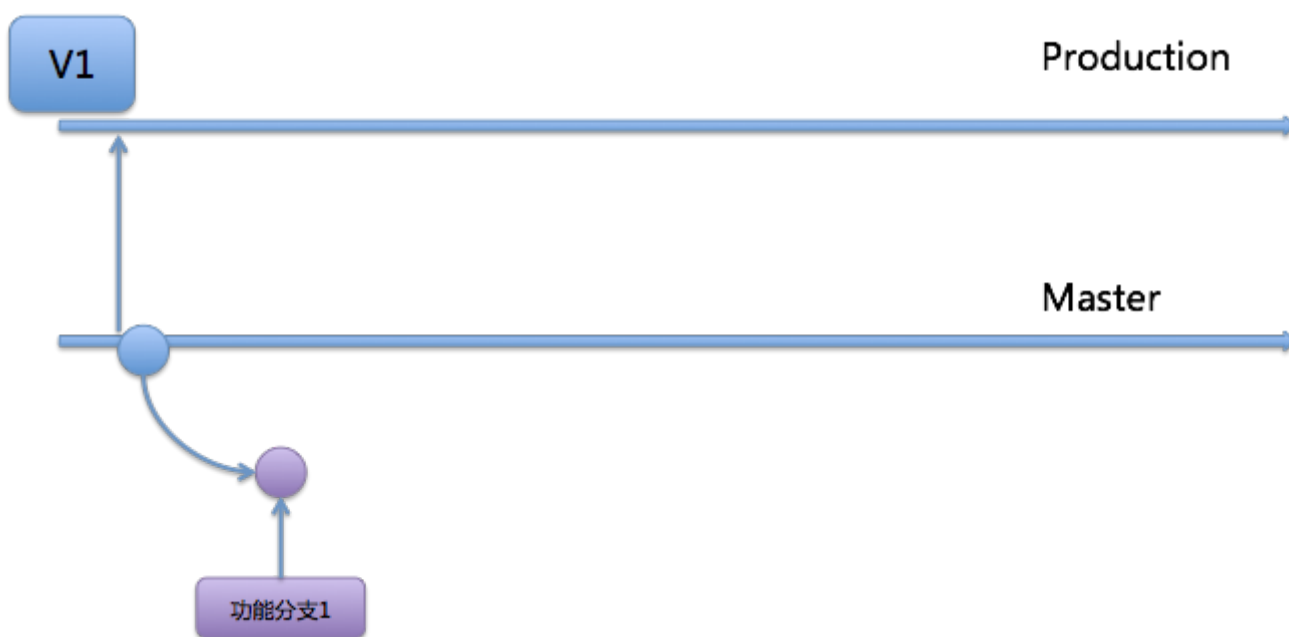 V1
Production
Master
功能分支1